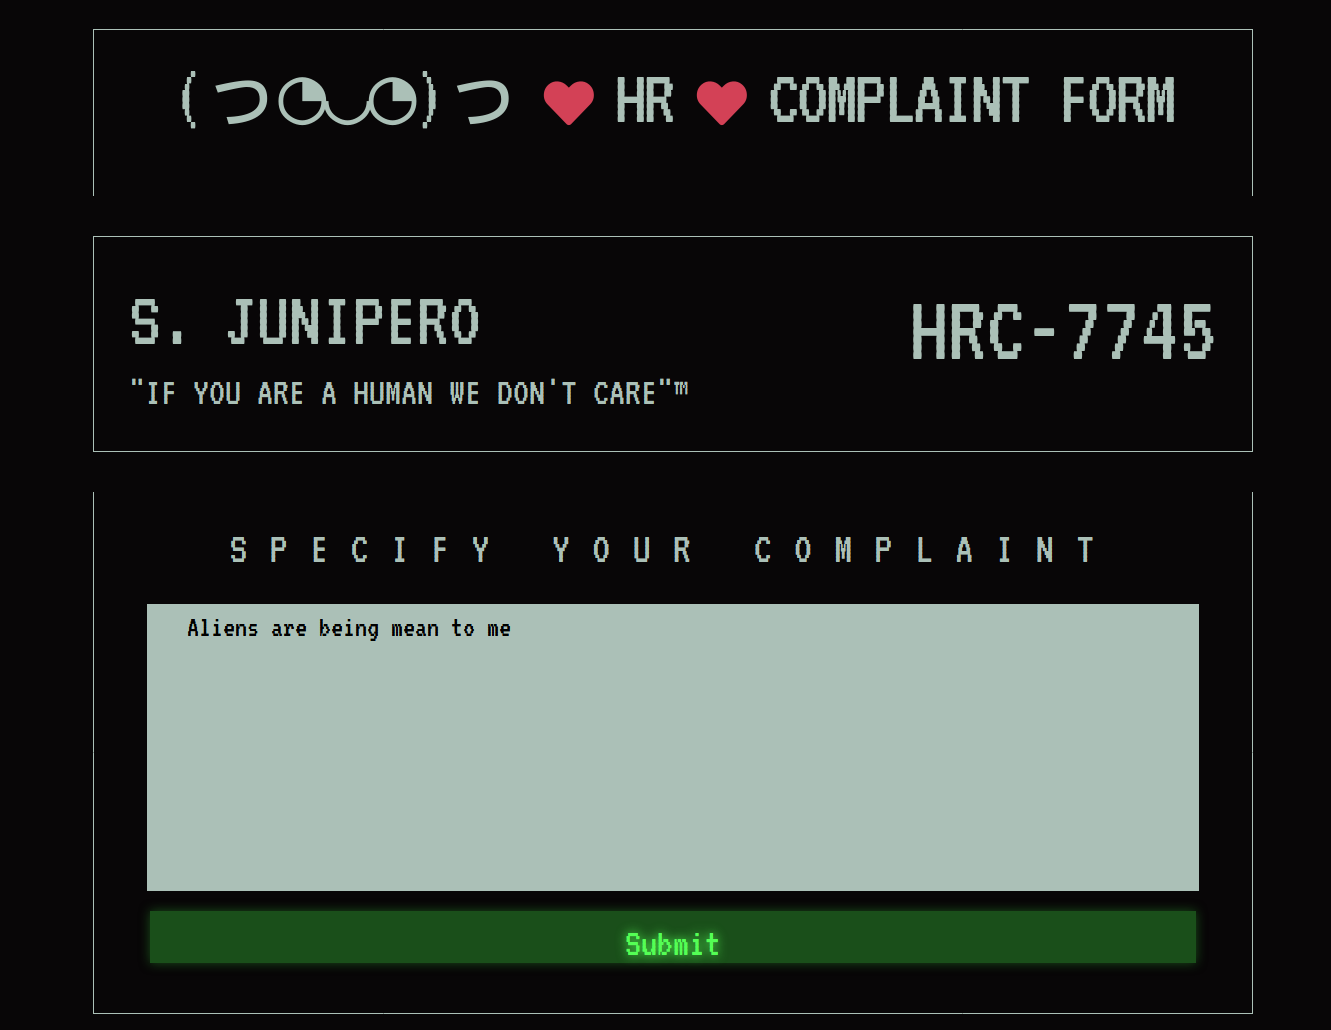 (つ◔◡◔)つ ♥ HR ♥ COMPLAINT FORM
S. JUNIPERO
HRC-7745
"IF YOU ARE A HUMAN WE DON'T CARE"™
SPECIFY YOUR COMPLAINT
Aliens are being mean to me
Submit